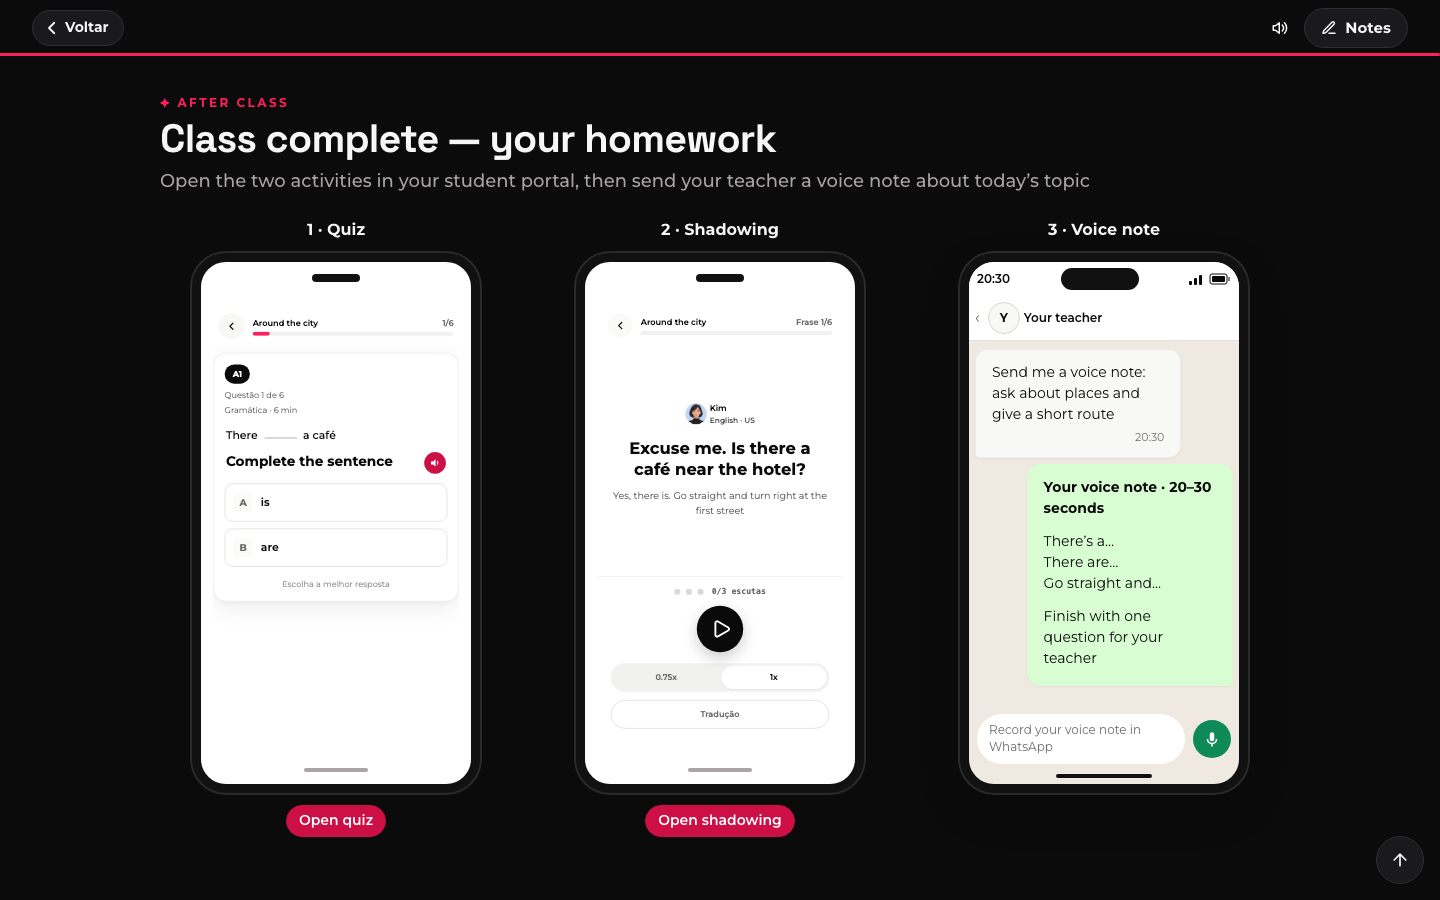 Voltar
Notes
AFTER CLASS
Class complete — your homework
Open the two activities in your student portal, then send your teacher a voice note about today's topic
1 · Quiz
Around the city
1/6
A1
Questão 1 de 6
Gramática · 6 min
There ____ a café
Complete the sentence
A is
B are
Escolha a melhor resposta
Open quiz
2 · Shadowing
Around the city
Frase 1/6
Kim
English · US
Excuse me. Is there a
café near the hotel?
Yes, there is. Go straight and turn right at the
first street
0/3 escutas
0.75x
1x
Tradução
Open shadowing
3 · Voice note
20:30
Y
Your teacher
Send me a voice note:
ask about places and
give a short route
20:30
Your voice note · 20–30
seconds
There's a...
There are...
Go straight and...
Finish with one
question for your
teacher
Record your voice note in
WhatsApp